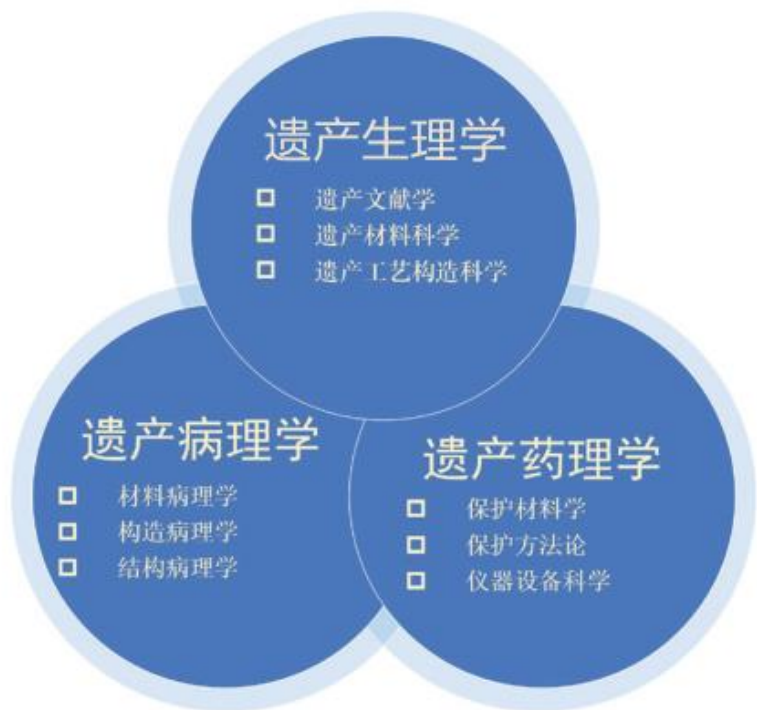 遗产生理学
遗产文献学
遗产材料科学
遗产工艺构造科学
遗产病理学
材料病理学
构造病理学
结构病理学
遗产药理学
保护材料学
保护方法论
仪器设备科学